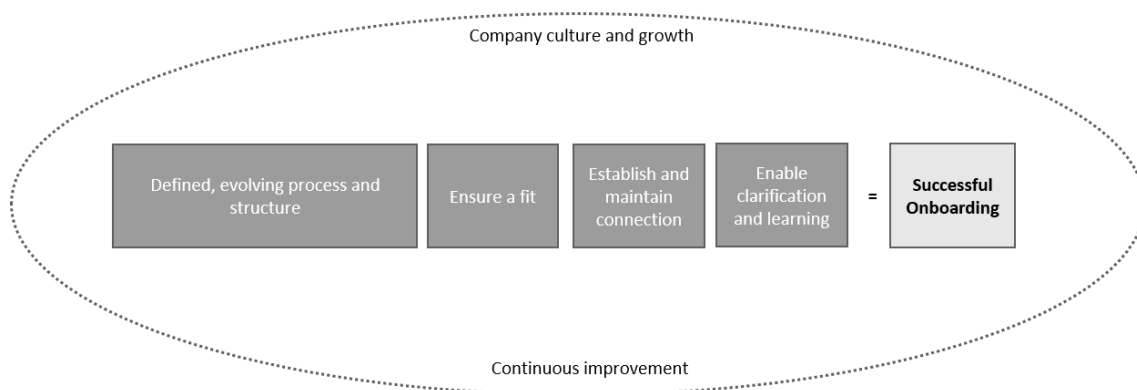 Company culture and growth
Defined, evolving process and
structure
Ensure a fit
Establish and
maintain
connection
Enable
clarification
and learning
=
Successful
Onboarding
Continuous improvement